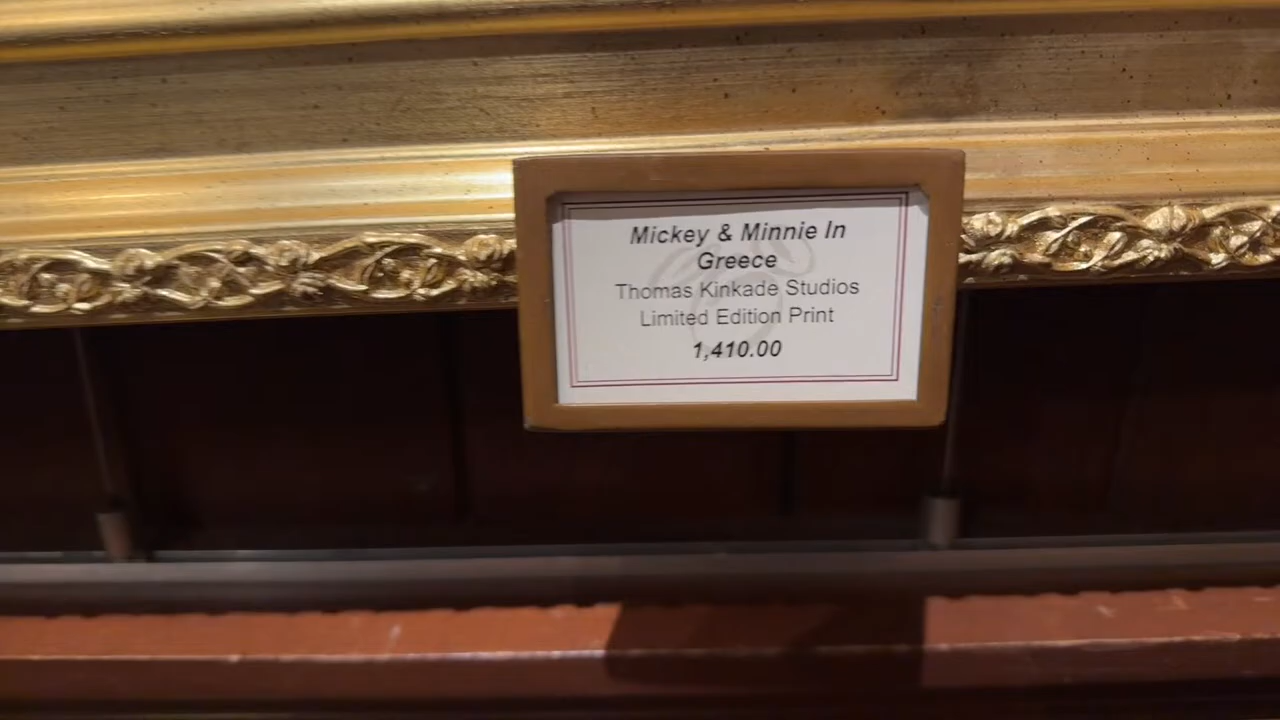 Mickey & Minnie In
Greece
Thomas Kinkade Studios
Limited Edition Print
1,410.00